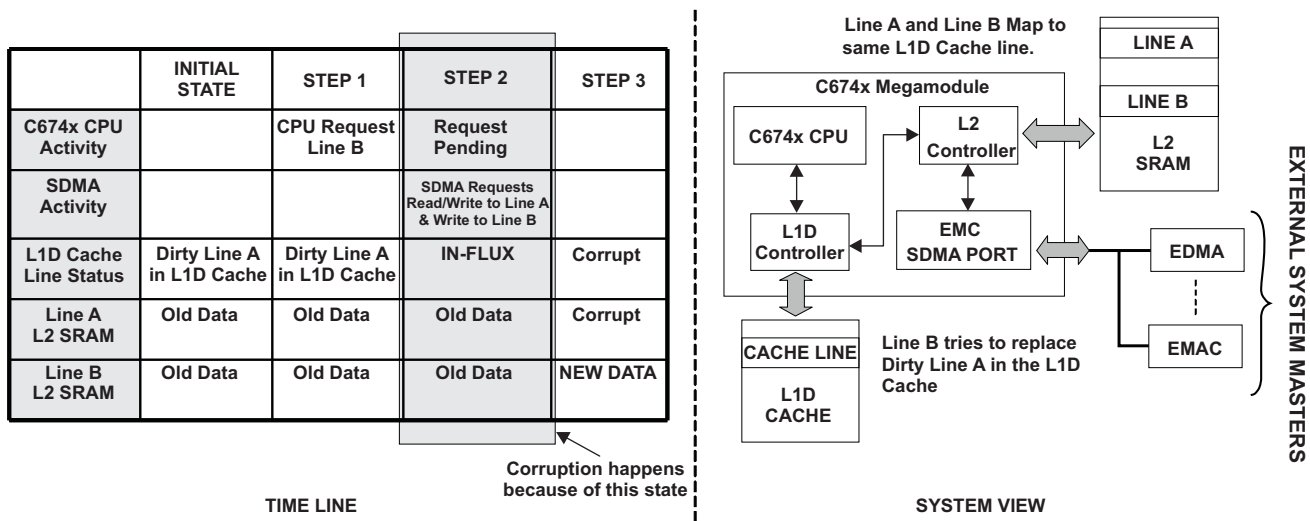 INITIAL
STATE
STEP 1
STEP 2
STEP 3
C674x CPU
Activity
CPU Request
Line B
Request
Pending
SDMA
Activity
SDMA Requests
Read/Write to Line A
& Write to Line B
L1D Cache
Line Status
Dirty Line A
in L1D Cache
Dirty Line A
in L1D Cache
IN-FLUX
Corrupt
Line A
L2 SRAM
Old Data
Old Data
Old Data
Corrupt
Line B
L2 SRAM
Old Data
Old Data
Old Data
NEW DATA
Corruption happens
because of this state
TIME LINE
Line A and Line B Map to
same L1D Cache line.
C674x Megamodule
C674x CPU
L2
Controller
L1D
Controller
EMC
SDMA PORT
LINE A
LINE B
L2
SRAM
EDMA
EMAC
EXTERNAL SYSTEM MASTERS
CACHE LINE
L1D
CACHE
Line B tries to replace
Dirty Line A in the L1D
Cache
SYSTEM VIEW